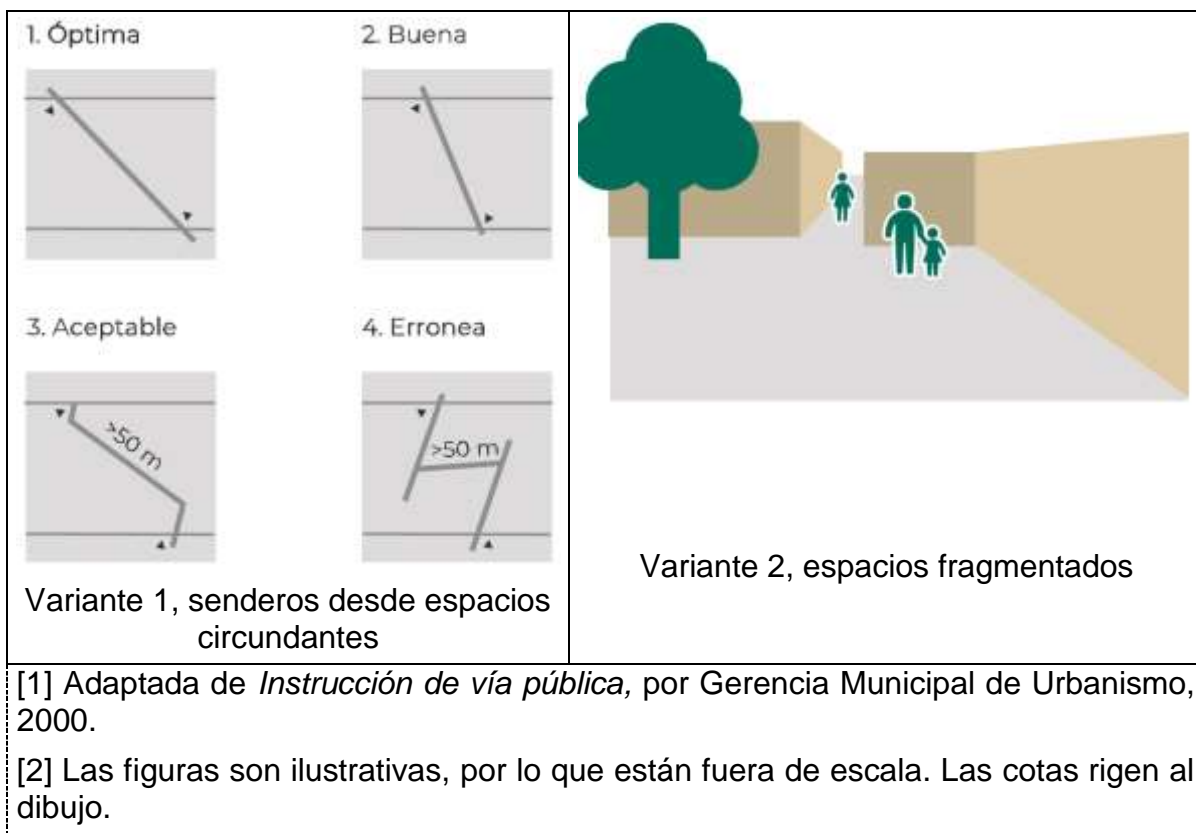 1. Óptima
2. Buena
3. Aceptable
4. Erronea
>50 m
>50 m
Variante 1, senderos desde espacios
circundantes
Variante 2, espacios fragmentados
[1] Adaptada de Instrucción de vía pública, por Gerencia Municipal de Urbanismo,
2000.
[2] Las figuras son ilustrativas, por lo que están fuera de escala. Las cotas rigen al
dibujo.